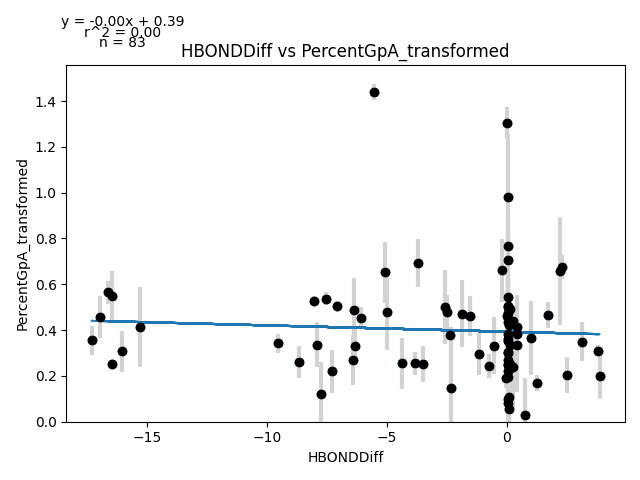 y = -0.00x + 0.39
r^2 = 0.00
n = 83
HBONDDiff vs PercentGpA_transformed
PercentGpA_transformed
1.4
1.2
1.0
0.8
0.6
0.4
0.2
0.0
−15
−10
−5
0
HBONDDiff